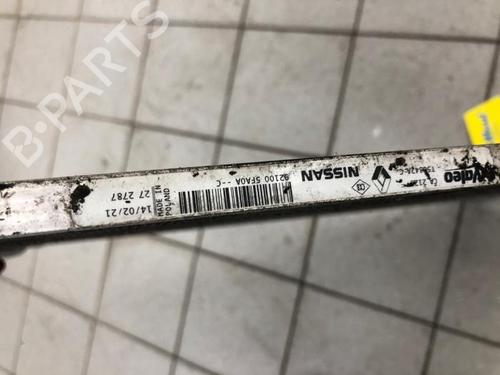 B-PARTS
Valeo
NISSAN
92100 5FA0A --C
MADE IN
POLAND
27 2787
14/02/21